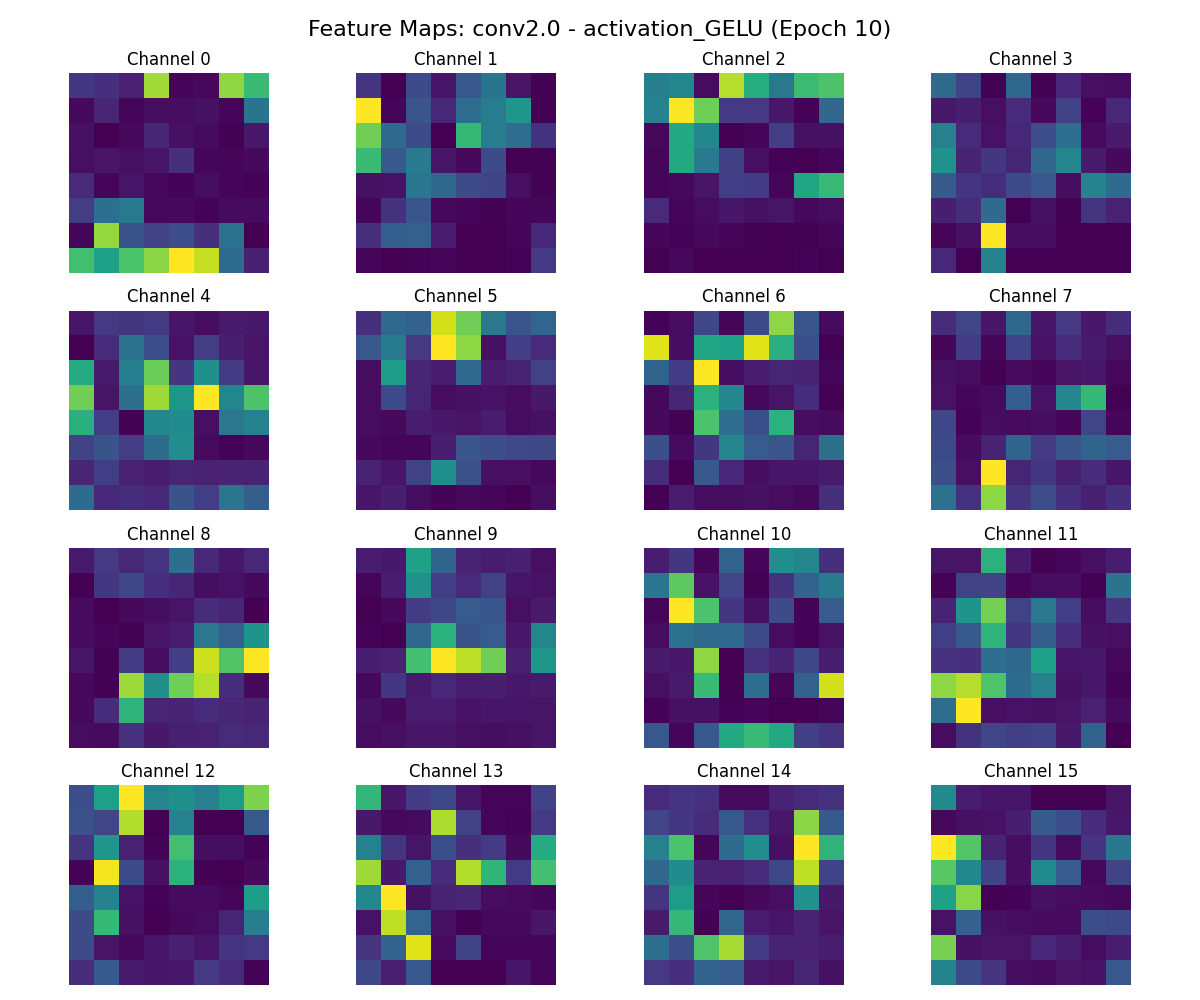 Feature Maps: conv2.0 - activation_GELU (Epoch 10)
Channel 0
Channel 1
Channel 2
Channel 3
Channel 4
Channel 5
Channel 6
Channel 7
Channel 8
Channel 9
Channel 10
Channel 11
Channel 12
Channel 13
Channel 14
Channel 15